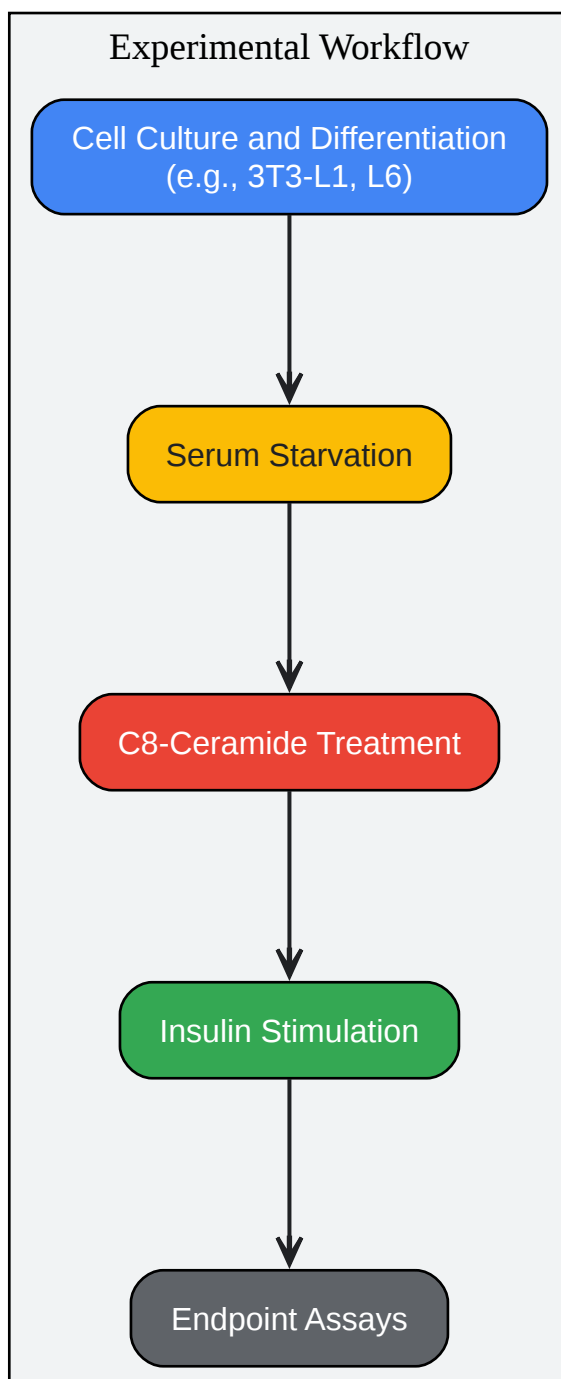 Experimental Workflow
Cell Culture and Differentiation
(e.g., 3T3-L1, L6)
Serum Starvation
C8-Ceramide Treatment
Insulin Stimulation
Endpoint Assays